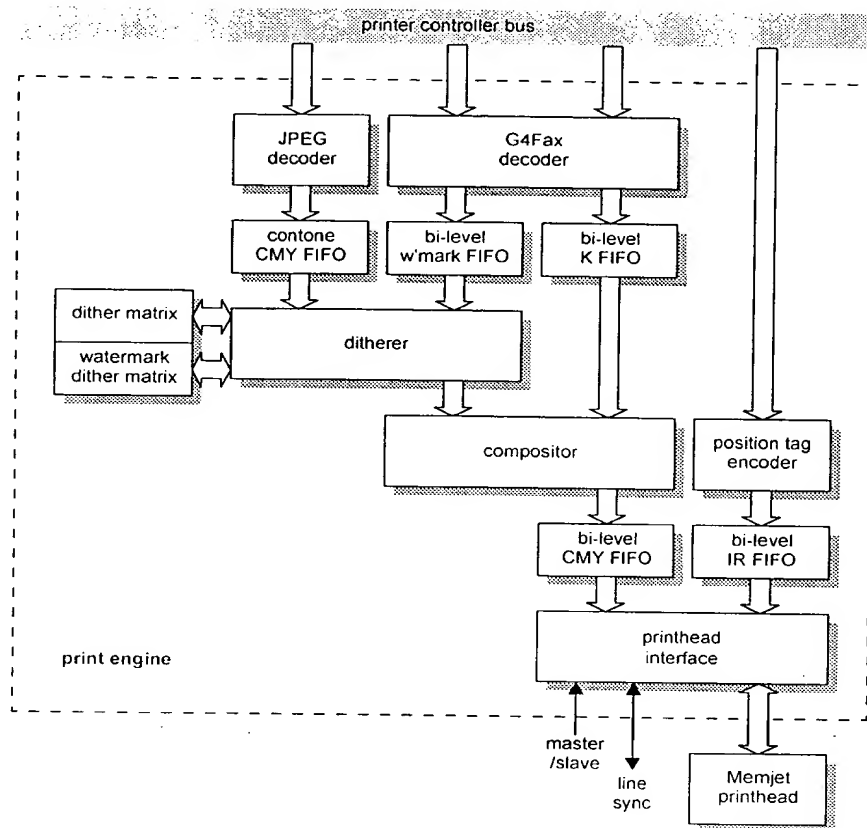 printer controller bus
JPEG
decoder
G4Fax
decoder
contone
CMY FIFO
bi-level
w'mark FIFO
bi-level
K FIFO
dither matrix
watermark
dither matrix
ditherer
compositor
position tag
encoder
bi-level
CMY FIFO
bi-level
IR FIFO
printhead
interface
print engine
master
/slave
line
sync
Memjet
printhead